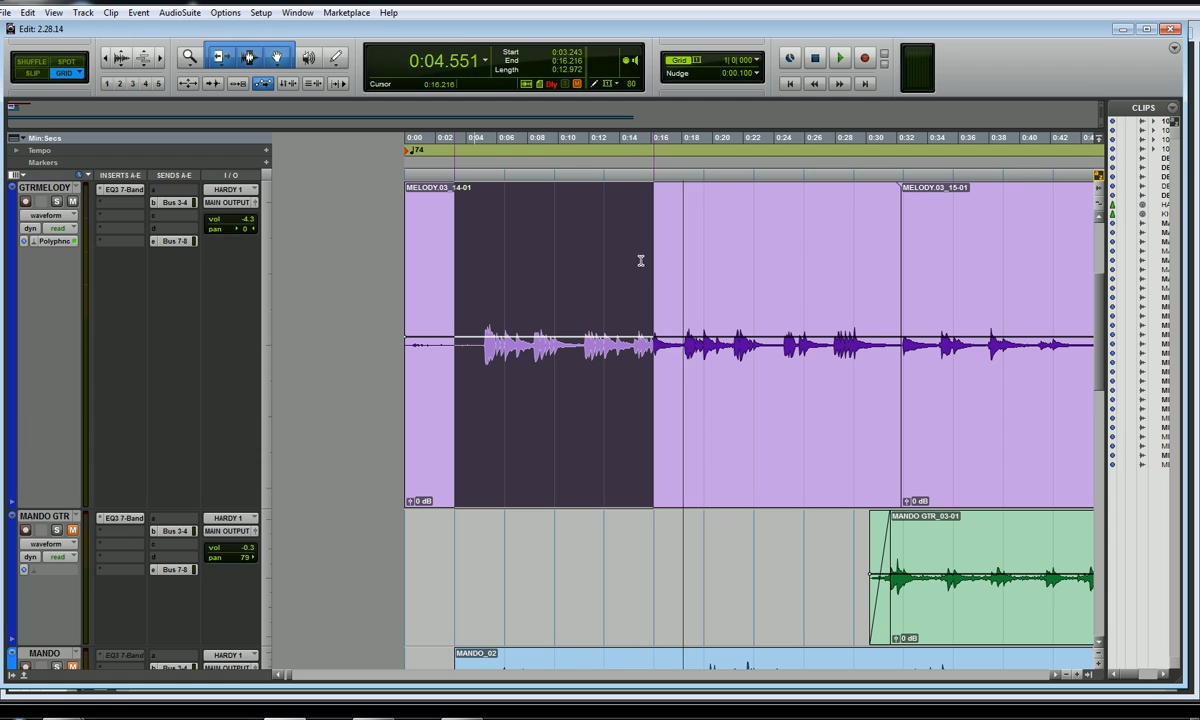 File Edit View Track Clip Event AudioSuite Options Setup Window Marketplace Help
Edit: 2.28.14
SHUFFLE SPOT
SLIP GRID
1 2 3 4 5
0:04.551
Start 0:03.243
End 0:16.216
Length 0:12.972
Cursor 0:16.216
Dly S M 80
Grid 1| 0| 000
Nudge 0:00.100
CLIPS
Min:Secs
0:00 0:02 0:04 0:06 0:08 0:10 0:12 0:14 0:16 0:18 0:20 0:22 0:24 0:26 0:28 0:30 0:32 0:34 0:36 0:38 0:40 0:42
Tempo
74
Markers
INSERTS A-E SENDS A-E I / O
GTRMELODY
S M
waveform
dyn read
Polyphnc
EQ3 7-Band
a
b Bus 3-4
c
d
e Bus 7-8
HARDY 1
MAIN OUTPUT
vol -4.3
pan 0
MELODY.03_14-01
MELODY.03_15-01
0 dB
0 dB
MANDO GTR
S M
waveform
dyn read
EQ3 7-Band
a
b Bus 3-4
c
d
e Bus 7-8
HARDY 1
MAIN OUTPUT
vol -0.3
pan 79
MANDO GTR_03-01
0 dB
MANDO
S M
EQ3 7-Band
a
b Bus 3-4
HARDY 1
MAIN OUTPUT
MANDO_02